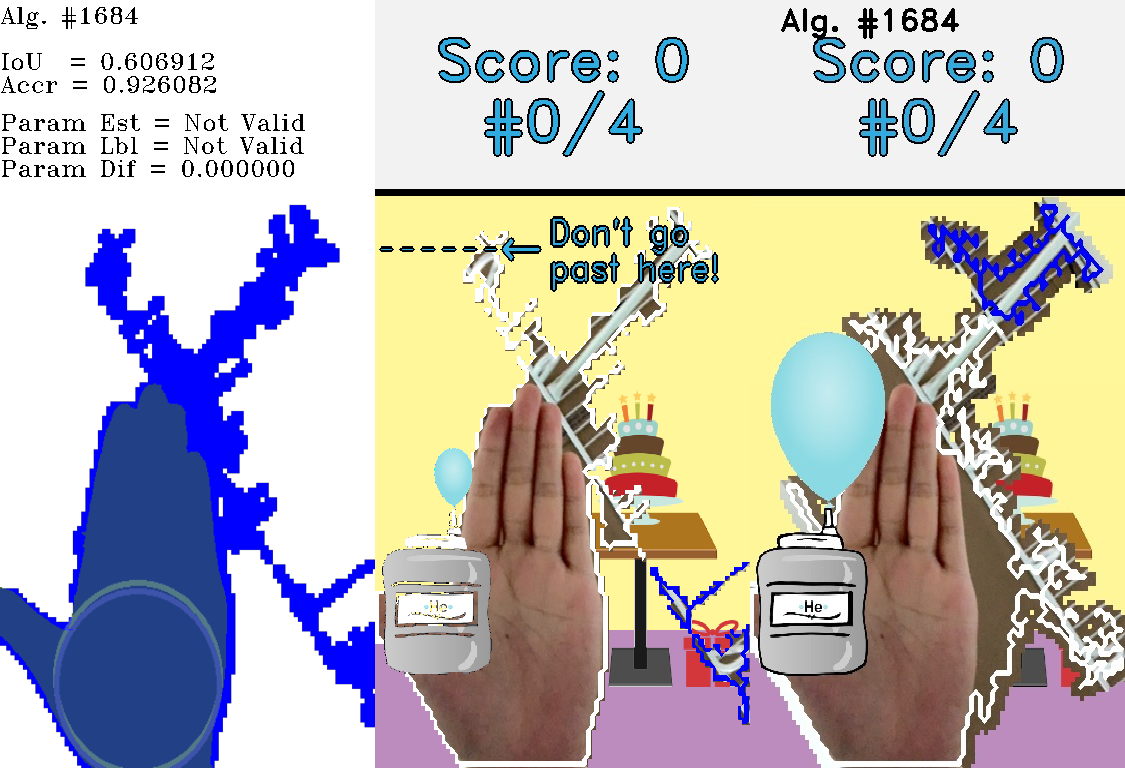 Alg. #1684
IoU = 0.606912
Accr = 0.926082
Param Est = Not Valid
Param Lbl = Not Valid
Param Dif = 0.000000
Score: 0
#0/4
Don't go
past here!
He
Alg. #1684
Score: 0
#0/4
He